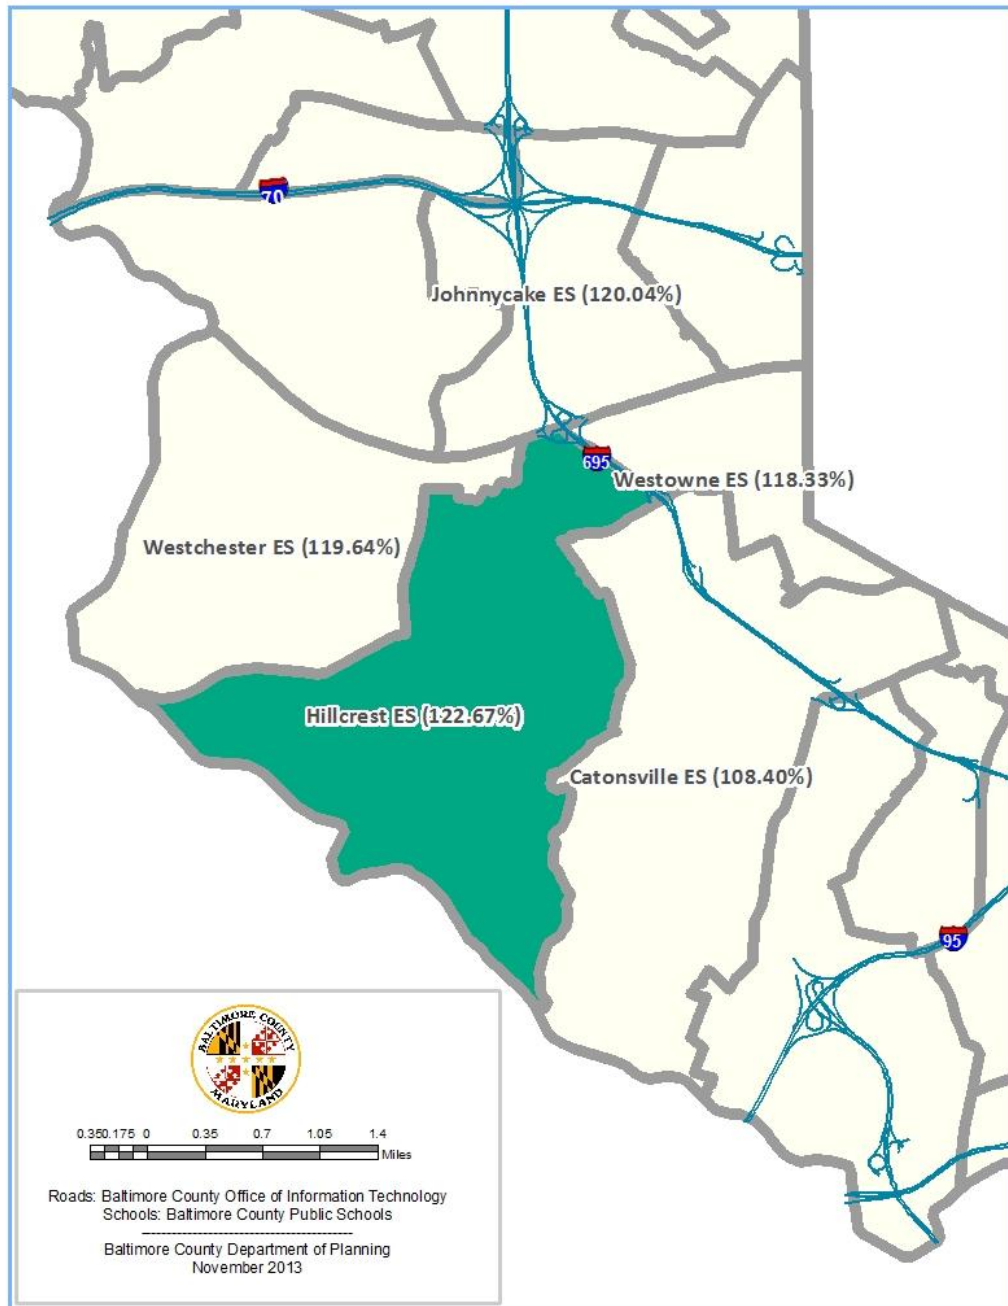 70
Johnnycake ES (120.04%)
695
Westowne ES (118.33%)
Westchester ES (119.64%)
Hillcrest ES (122.67%)
Catonsville ES (108.40%)
95
BALTIMORE COUNTY
MARYLAND
0.350.175 0 0.35 0.7 1.05 1.4
Miles
Roads: Baltimore County Office of Information Technology
Schools: Baltimore County Public Schools
Baltimore County Department of Planning
November 2013